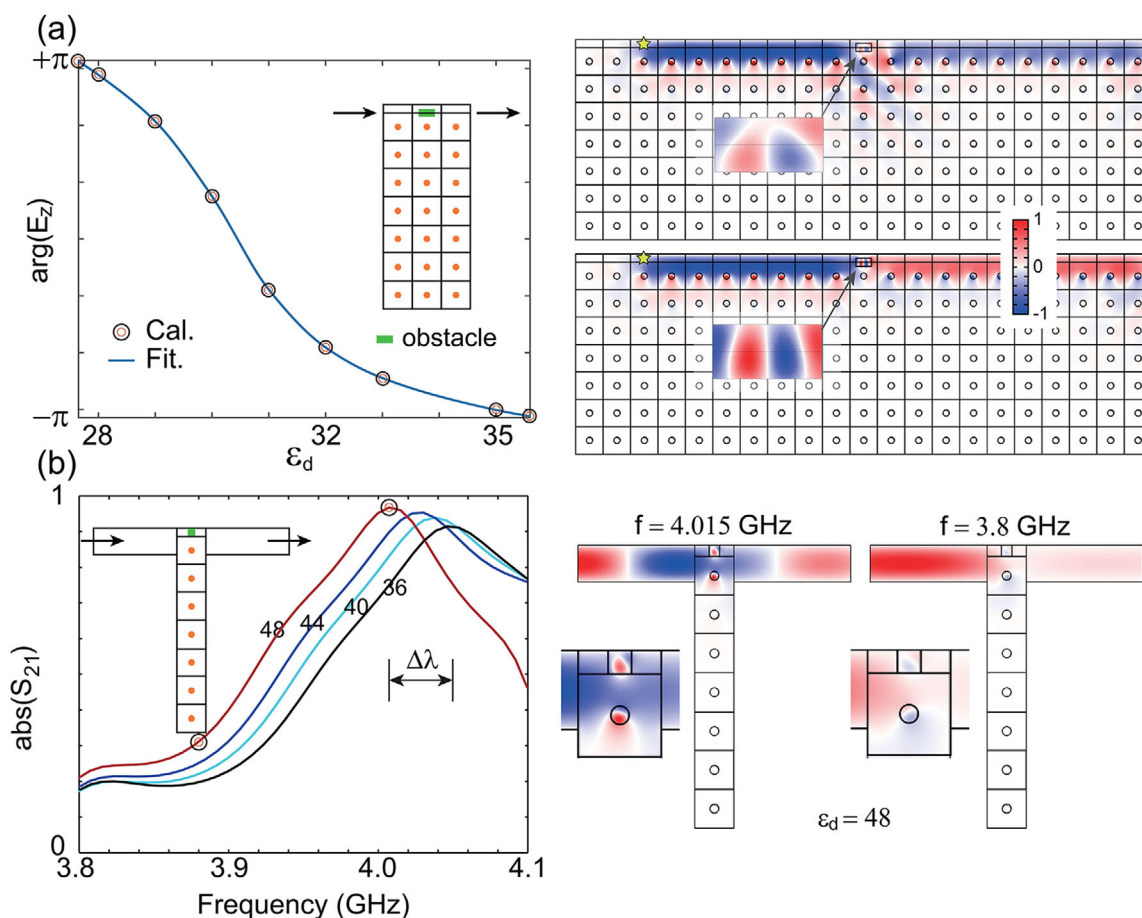 (a)
+π
arg(E_z)
−π
28
32
35
ε_d
Cal.
Fit.
obstacle
1
0
-1
(b)
1
abs(S_21)
0
3.8
3.9
4.0
4.1
Frequency (GHz)
48
44
40
36
Δλ
f = 4.015 GHz
f = 3.8 GHz
ε_d = 48